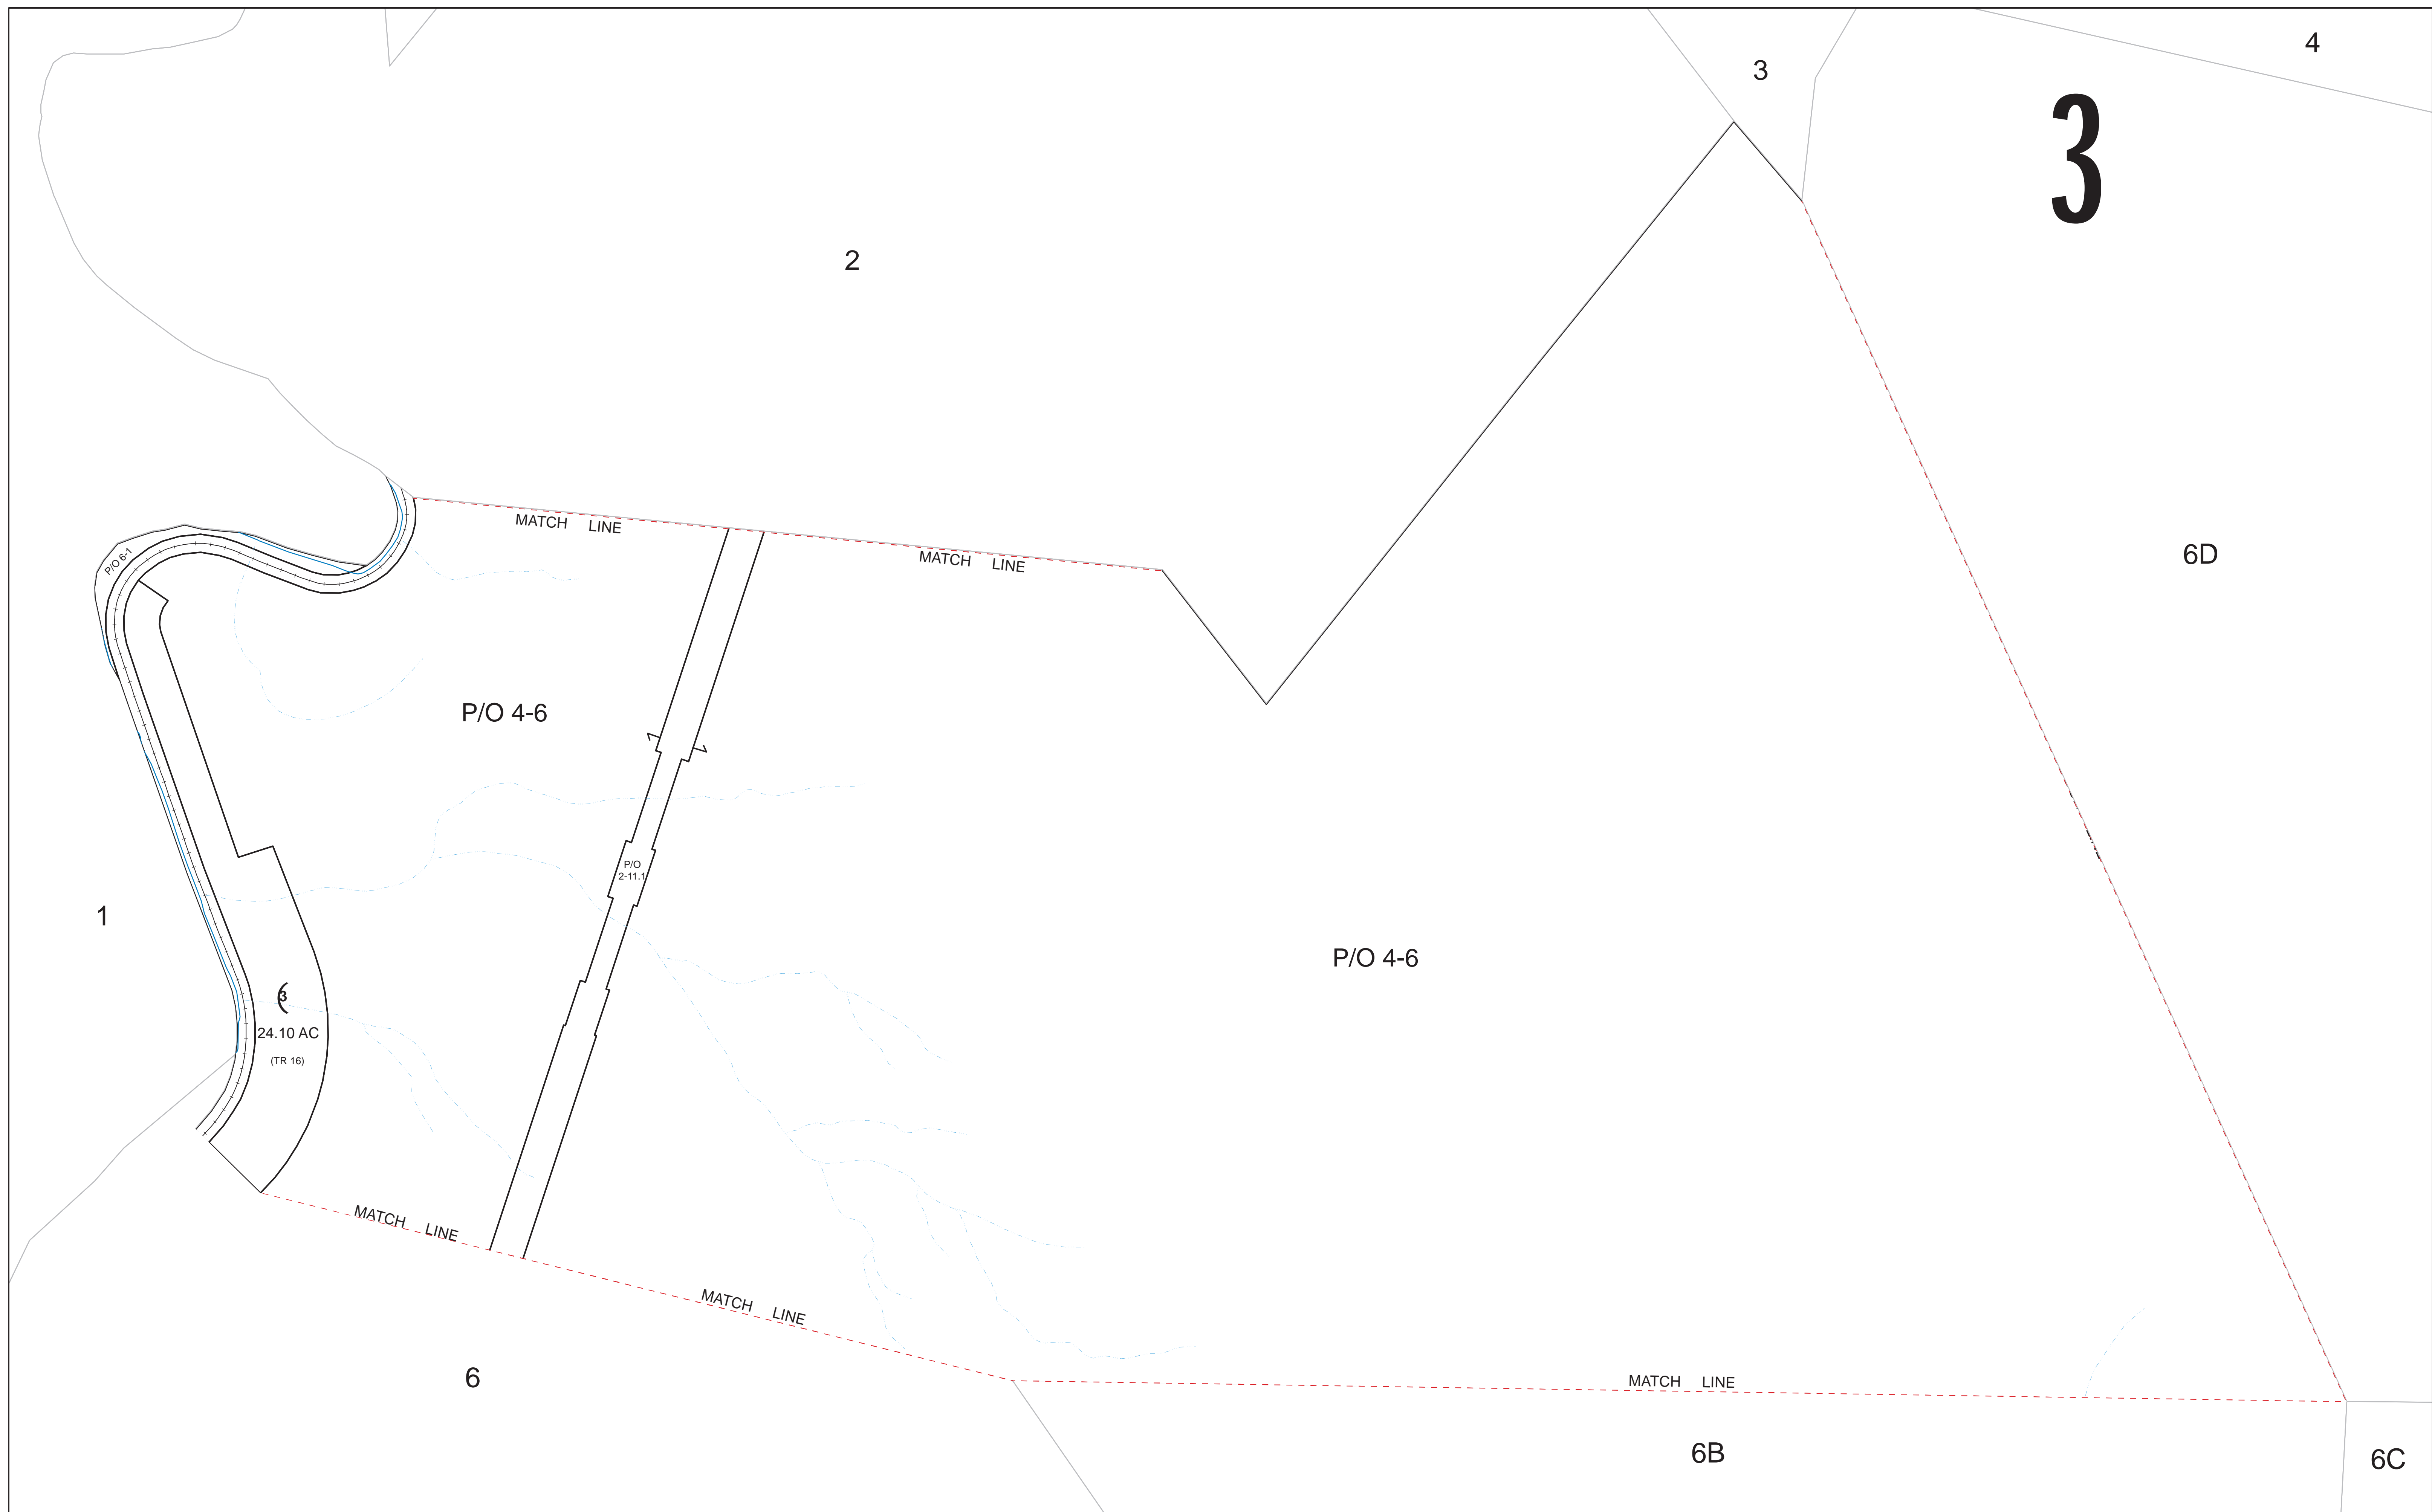 4
3
3
2
MATCH LINE
MATCH LINE
P/O 6-1
6D
P/O 4-6
P/O
2-11.1
1
P/O 4-6
3
24.10 AC
(TR 16)
MATCH LINE
MATCH LINE
6
MATCH LINE
6B
6C